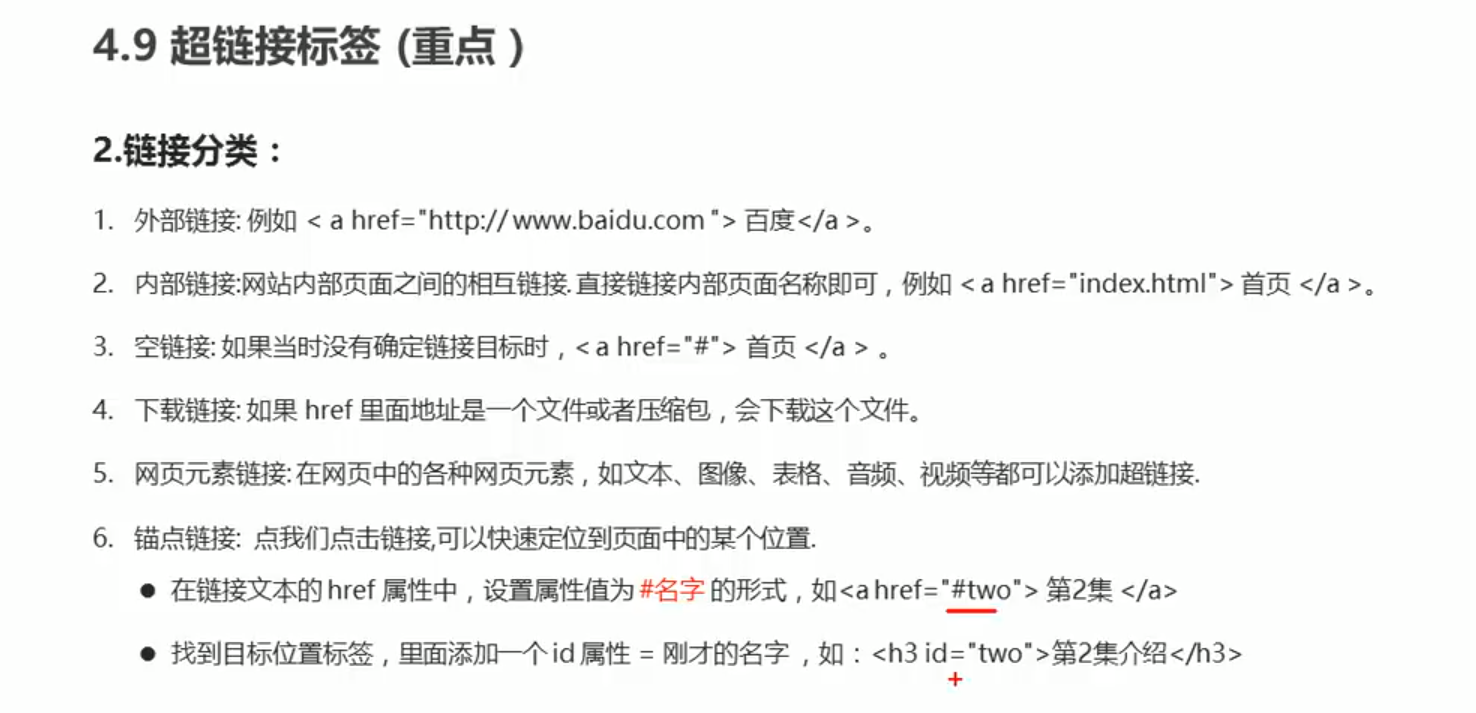 4.9 超链接标签 (重点）
2.链接分类：
1. 外部链接: 例如 < a href="http:// www.baidu.com "> 百度</a >。
2. 内部链接:网站内部页面之间的相互链接. 直接链接内部页面名称即可，例如 < a href="index.html"> 首页 </a >。
3. 空链接: 如果当时没有确定链接目标时，< a href="#"> 首页 </a > 。
4. 下载链接: 如果 href 里面地址是一个文件或者压缩包，会下载这个文件。
5. 网页元素链接: 在网页中的各种网页元素，如文本、图像、表格、音频、视频等都可以添加超链接.
6. 锚点链接: 点我们点击链接,可以快速定位到页面中的某个位置.
● 在链接文本的 href 属性中，设置属性值为 #名字 的形式，如<a href="#two"> 第2集 </a>
● 找到目标位置标签，里面添加一个 id 属性 = 刚才的名字 ，如：<h3 id="two">第2集介绍</h3>